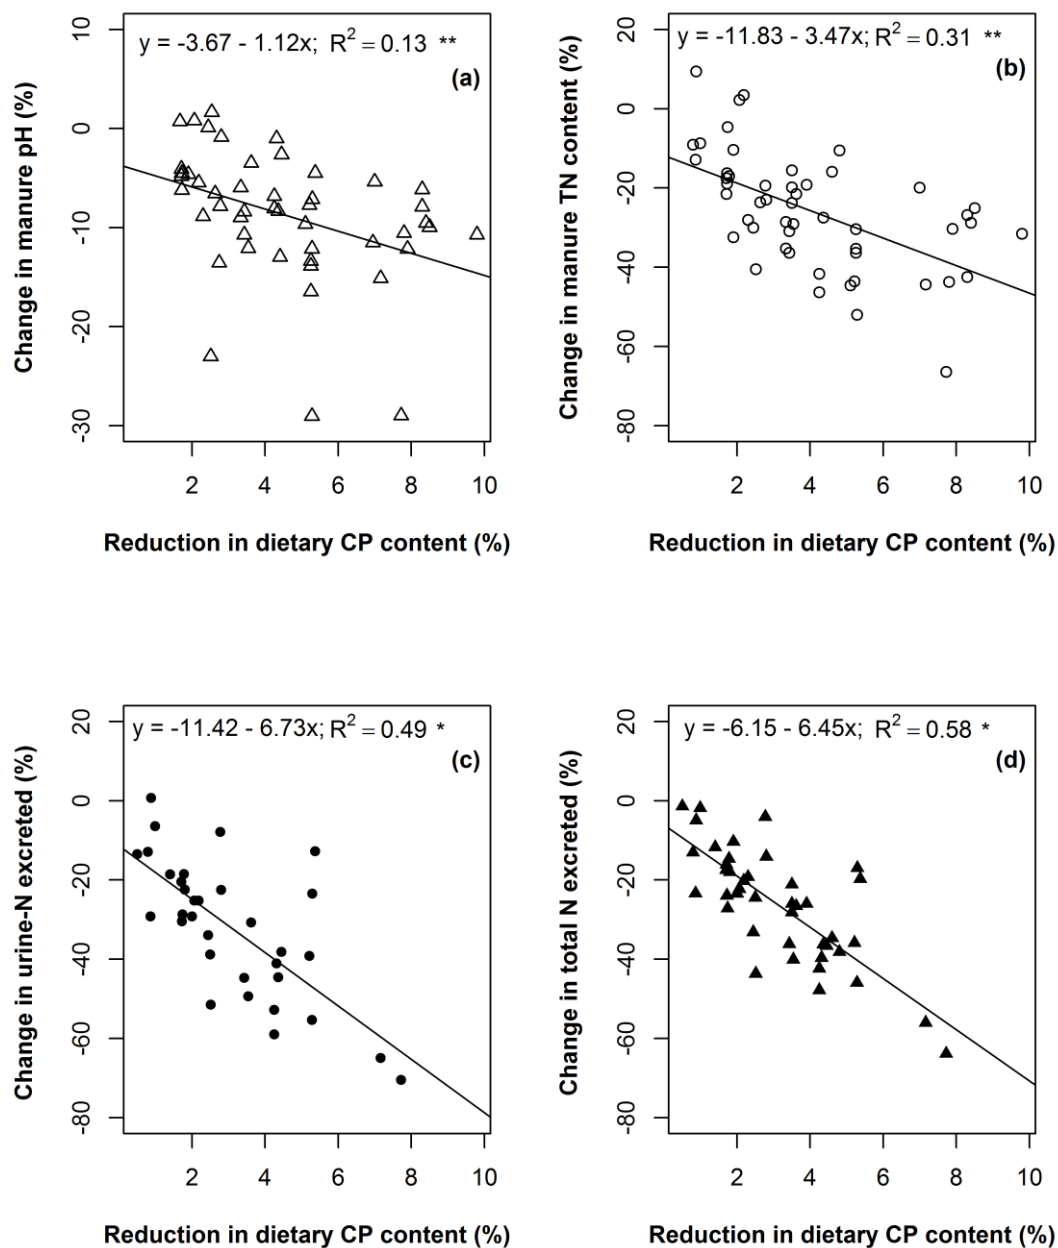 y = -3.67 - 1.12x; R² = 0.13 **
(a)
10
0
-10
-20
-30
Change in manure pH (%)
2 4 6 8 10
Reduction in dietary CP content (%)
y = -11.83 - 3.47x; R² = 0.31 **
(b)
20
0
-20
-40
-60
-80
Change in manure TN content (%)
2 4 6 8 10
Reduction in dietary CP content (%)
y = -11.42 - 6.73x; R² = 0.49 *
(c)
20
0
-20
-40
-60
-80
Change in urine-N excreted (%)
2 4 6 8 10
Reduction in dietary CP content (%)
y = -6.15 - 6.45x; R² = 0.58 *
(d)
20
0
-20
-40
-60
-80
Change in total N excreted (%)
2 4 6 8 10
Reduction in dietary CP content (%)